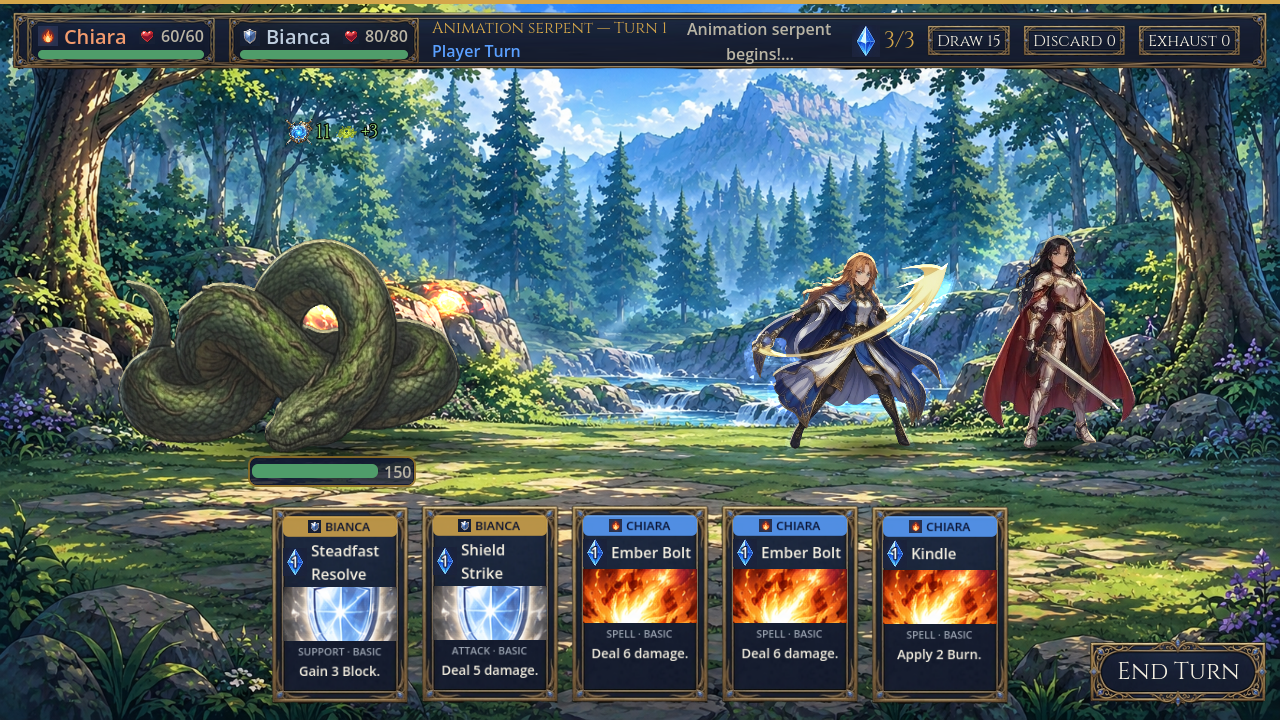 Chiara 60/60
Bianca 80/80
Animation serpent — Turn 1
Player Turn
Animation serpent
begins!...
3/3
Draw 15
Discard 0
Exhaust 0
11 +3
150
BIANCA
1 Steadfast
Resolve
SUPPORT · BASIC
Gain 3 Block.
BIANCA
1 Shield
Strike
ATTACK · BASIC
Deal 5 damage.
CHIARA
1 Ember Bolt
SPELL · BASIC
Deal 6 damage.
CHIARA
1 Ember Bolt
SPELL · BASIC
Deal 6 damage.
CHIARA
1 Kindle
SPELL · BASIC
Apply 2 Burn.
End Turn